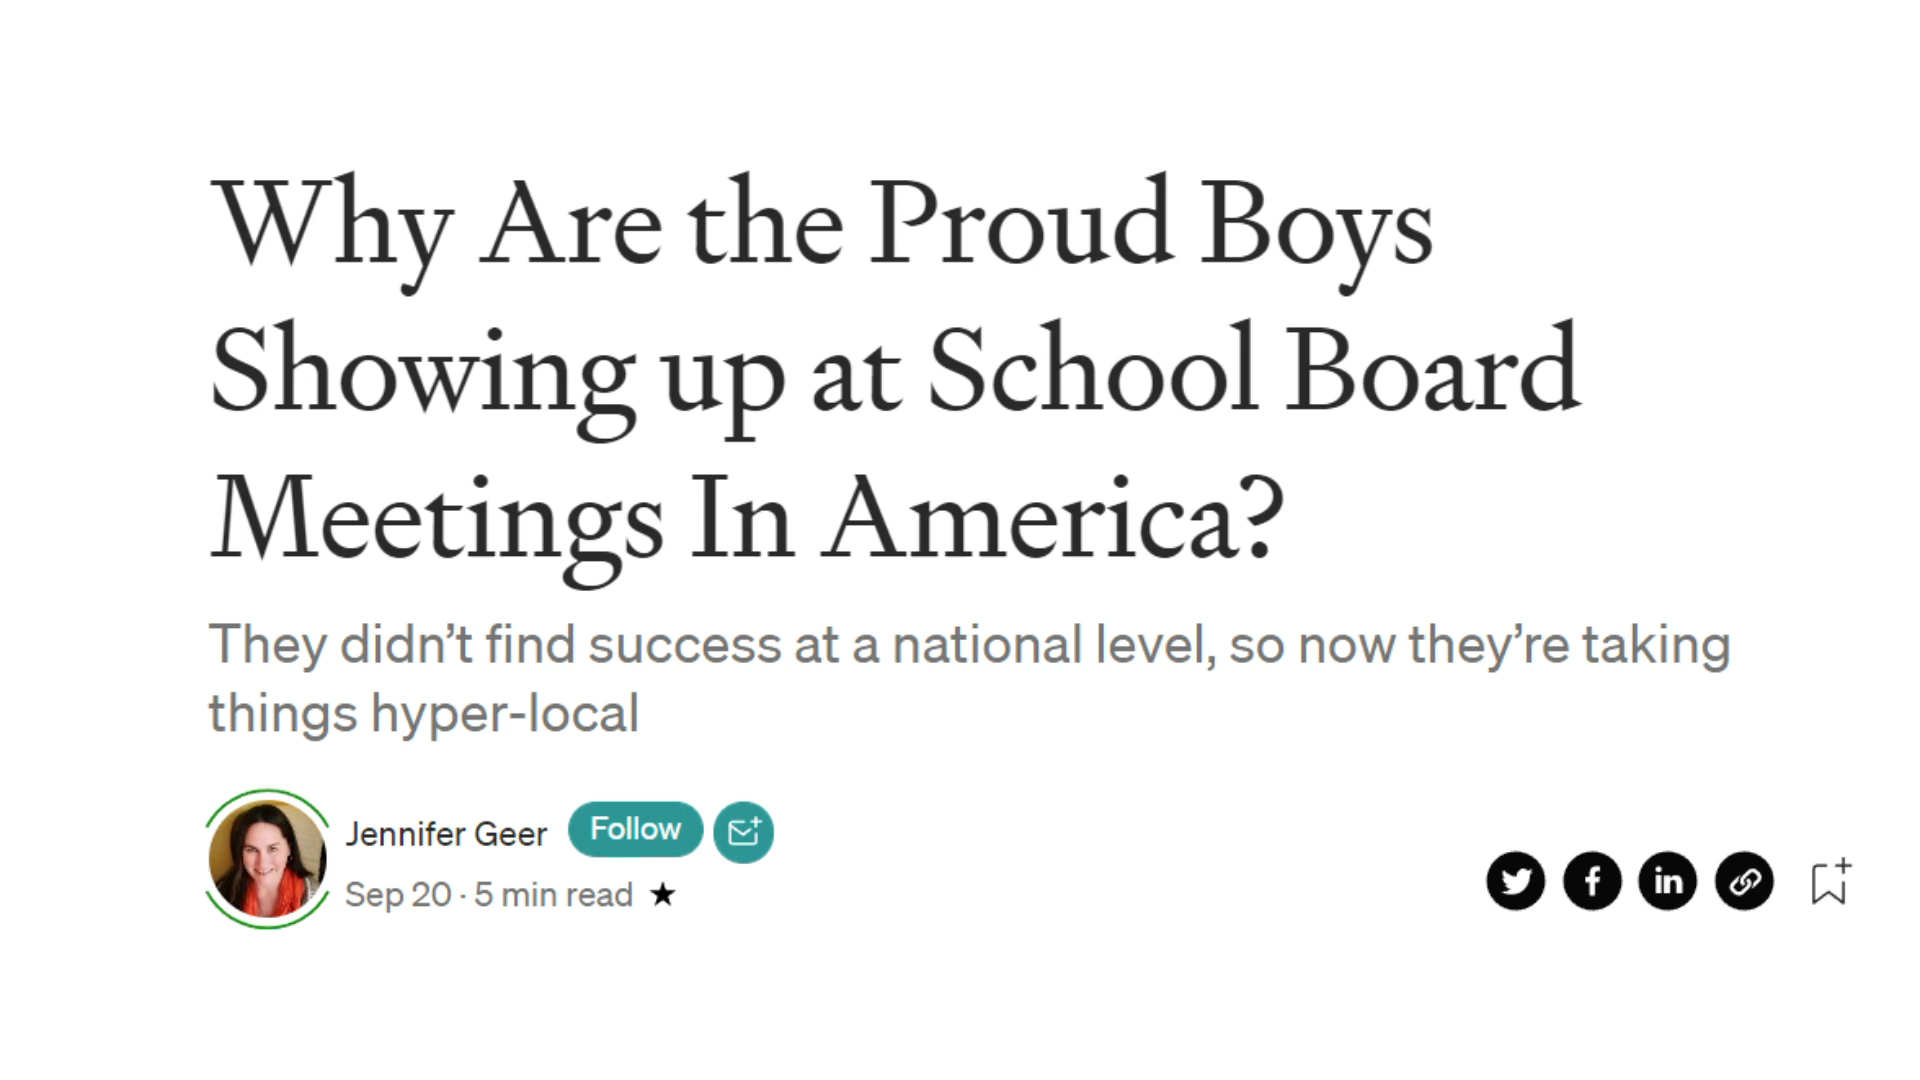 Why Are the Proud Boys
Showing up at School Board
Meetings In America?
They didn’t find success at a national level, so now they’re taking
things hyper-local
Jennifer Geer Follow
Sep 20 · 5 min read ★